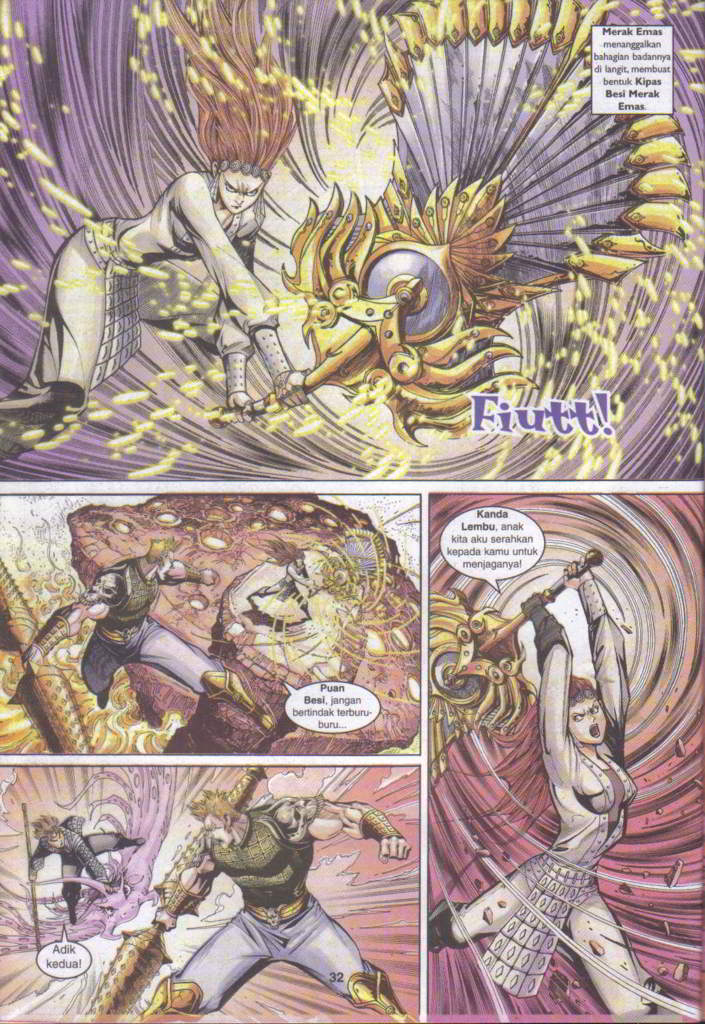 Merak Emas
menanggalkan
bahagian badannya
di langit, membuat
bentuk Kipas
Besi Merak
Emas.
Fiutt!
Puan
Besi, jangan
bertindak terburu-
buru...
Kanda
Lembu, anak
kita aku serahkan
kepada kamu untuk
menjaganya!
Adik
kedua!
32